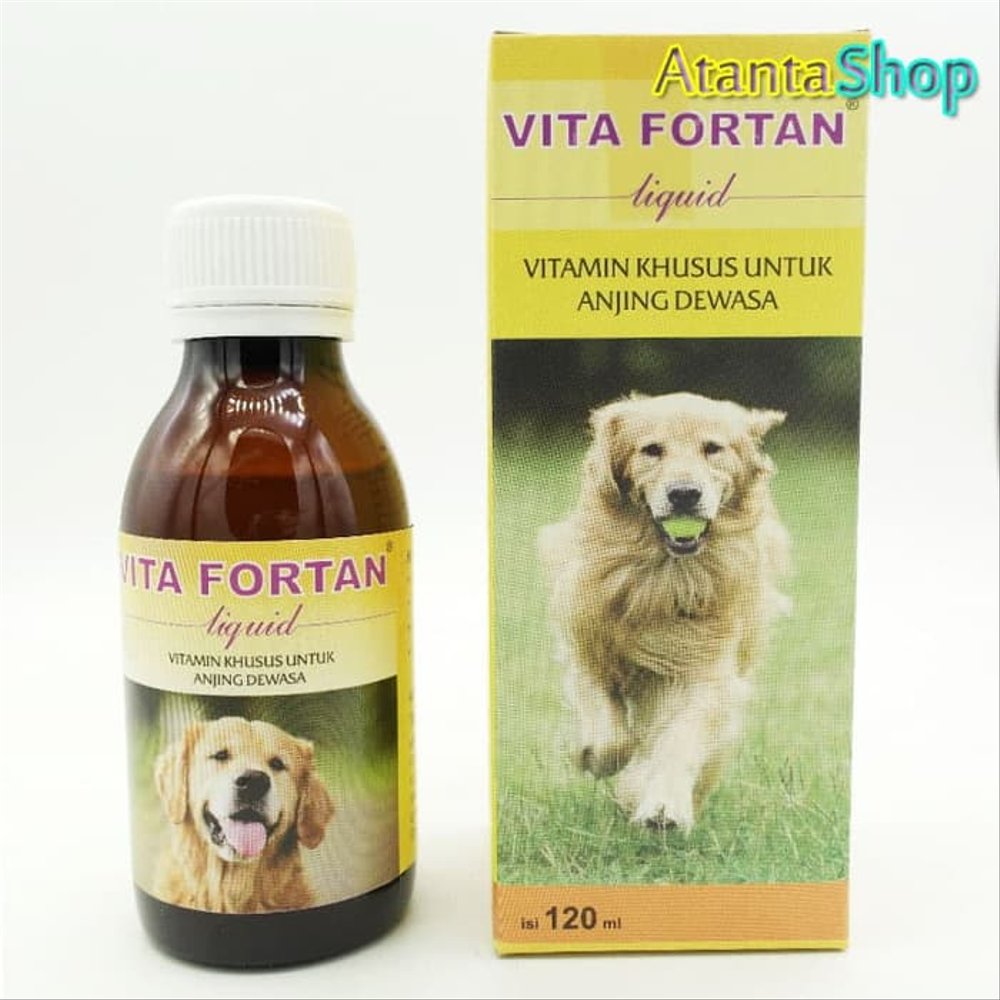 AtantaShop
VITA FORTAN®
liquid
VITAMIN KHUSUS UNTUK
ANJING DEWASA
isi 120 ml
VITA FORTAN®
liquid
VITAMIN KHUSUS UNTUK
ANJING DEWASA